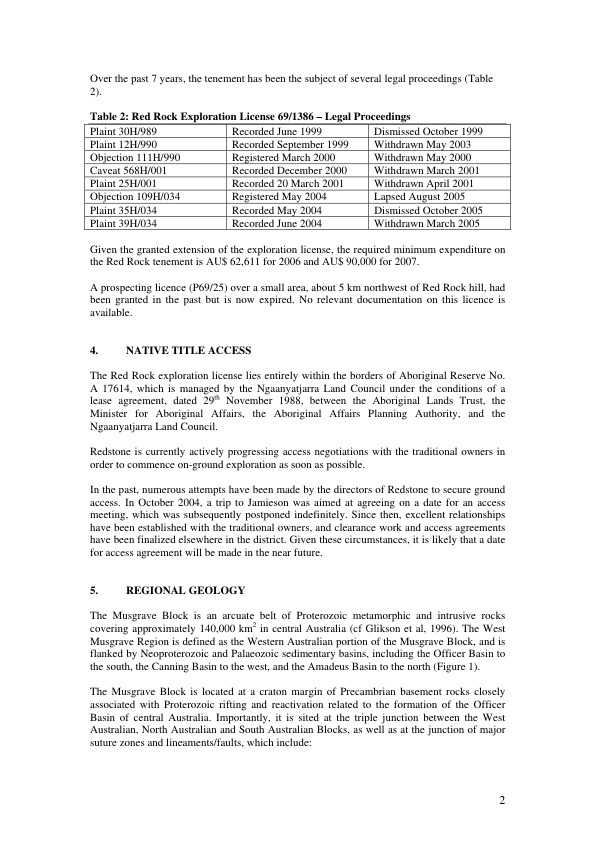 Over the past 7 years, the tenement has been the subject of several legal proceedings (Table
2).
Table 2: Red Rock Exploration License 69/1386 – Legal Proceedings
Plaint 30H/989 Recorded June 1999 Dismissed October 1999
Plaint 12H/990 Recorded September 1999 Withdrawn May 2003
Objection 111H/990 Registered March 2000 Withdrawn May 2000
Caveat 568H/001 Recorded December 2000 Withdrawn March 2001
Plaint 25H/001 Recorded 20 March 2001 Withdrawn April 2001
Objection 109H/034 Registered May 2004 Lapsed August 2005
Plaint 35H/034 Recorded May 2004 Dismissed October 2005
Plaint 39H/034 Recorded June 2004 Withdrawn March 2005
Given the granted extension of the exploration license, the required minimum expenditure on
the Red Rock tenement is AU$ 62,611 for 2006 and AU$ 90,000 for 2007.
A prospecting licence (P69/25) over a small area, about 5 km northwest of Red Rock hill, had
been granted in the past but is now expired. No relevant documentation on this licence is
available.
4. NATIVE TITLE ACCESS
The Red Rock exploration license lies entirely within the borders of Aboriginal Reserve No.
A 17614, which is managed by the Ngaanyatjarra Land Council under the conditions of a
lease agreement, dated 29th November 1988, between the Aboriginal Lands Trust, the
Minister for Aboriginal Affairs, the Aboriginal Affairs Planning Authority, and the
Ngaanyatjarra Land Council.
Redstone is currently actively progressing access negotiations with the traditional owners in
order to commence on-ground exploration as soon as possible.
In the past, numerous attempts have been made by the directors of Redstone to secure ground
access. In October 2004, a trip to Jamieson was aimed at agreeing on a date for an access
meeting, which was subsequently postponed indefinitely. Since then, excellent relationships
have been established with the traditional owners, and clearance work and access agreements
have been finalized elsewhere in the district. Given these circumstances, it is likely that a date
for access agreement will be made in the near future.
5. REGIONAL GEOLOGY
The Musgrave Block is an arcuate belt of Proterozoic metamorphic and intrusive rocks
covering approximately 140,000 km2 in central Australia (cf Glikson et al, 1996). The West
Musgrave Region is defined as the Western Australian portion of the Musgrave Block, and is
flanked by Neoproterozoic and Palaeozoic sedimentary basins, including the Officer Basin to
the south, the Canning Basin to the west, and the Amadeus Basin to the north (Figure 1).
The Musgrave Block is located at a craton margin of Precambrian basement rocks closely
associated with Proterozoic rifting and reactivation related to the formation of the Officer
Basin of central Australia. Importantly, it is sited at the triple junction between the West
Australian, North Australian and South Australian Blocks, as well as at the junction of major
suture zones and lineaments/faults, which include:
2